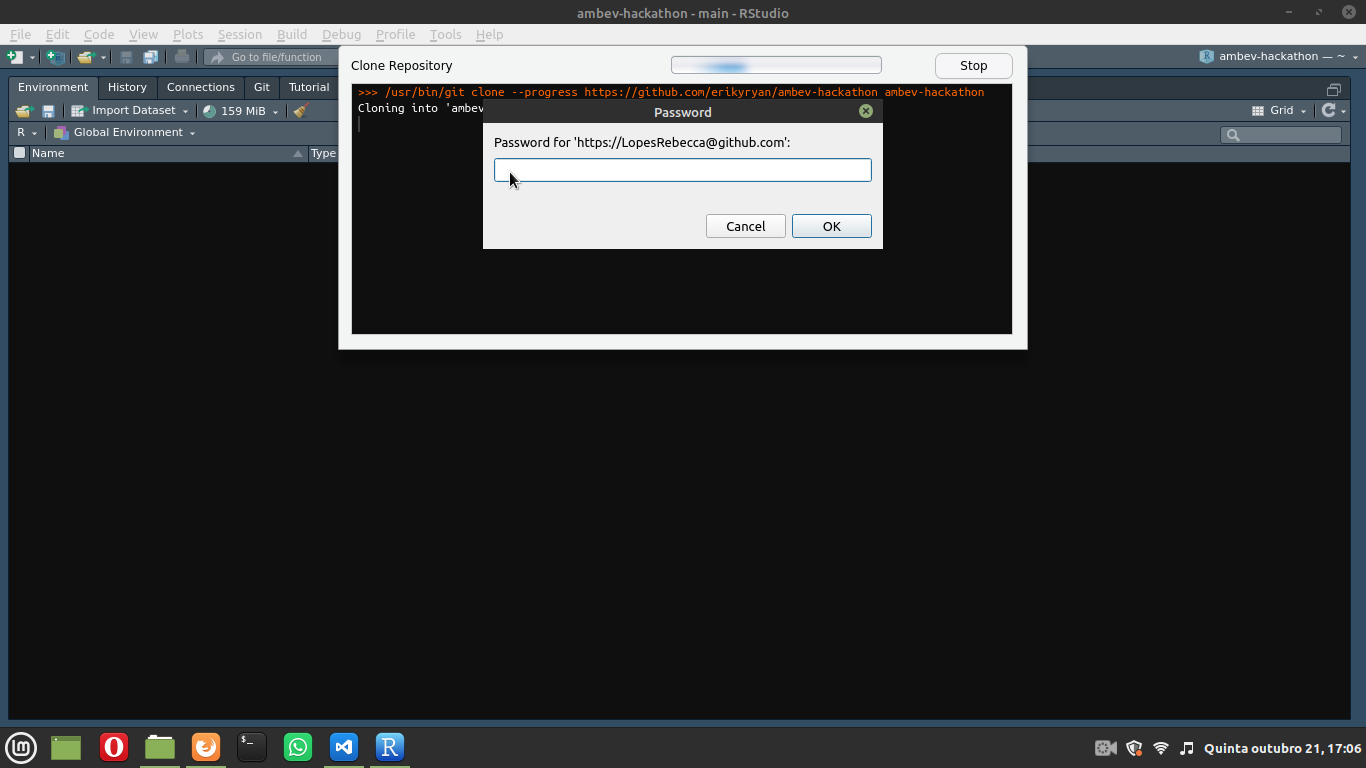 ambev-hackathon - main - RStudio
File Edit Code View Plots Session Build Debug Profile Tools Help
Go to file/function
ambev-hackathon — ~
Clone Repository
Stop
Environment History Connections Git Tutorial
>>> /usr/bin/git clone --progress https://github.com/erikyryan/ambev-hackathon ambev-hackathon
Cloning into 'ambev
Import Dataset 159 MiB
Grid
R Global Environment
Name Type
Password
Password for 'https://LopesRebecca@github.com':
Cancel OK
$_
R
Quinta outubro 21, 17:06